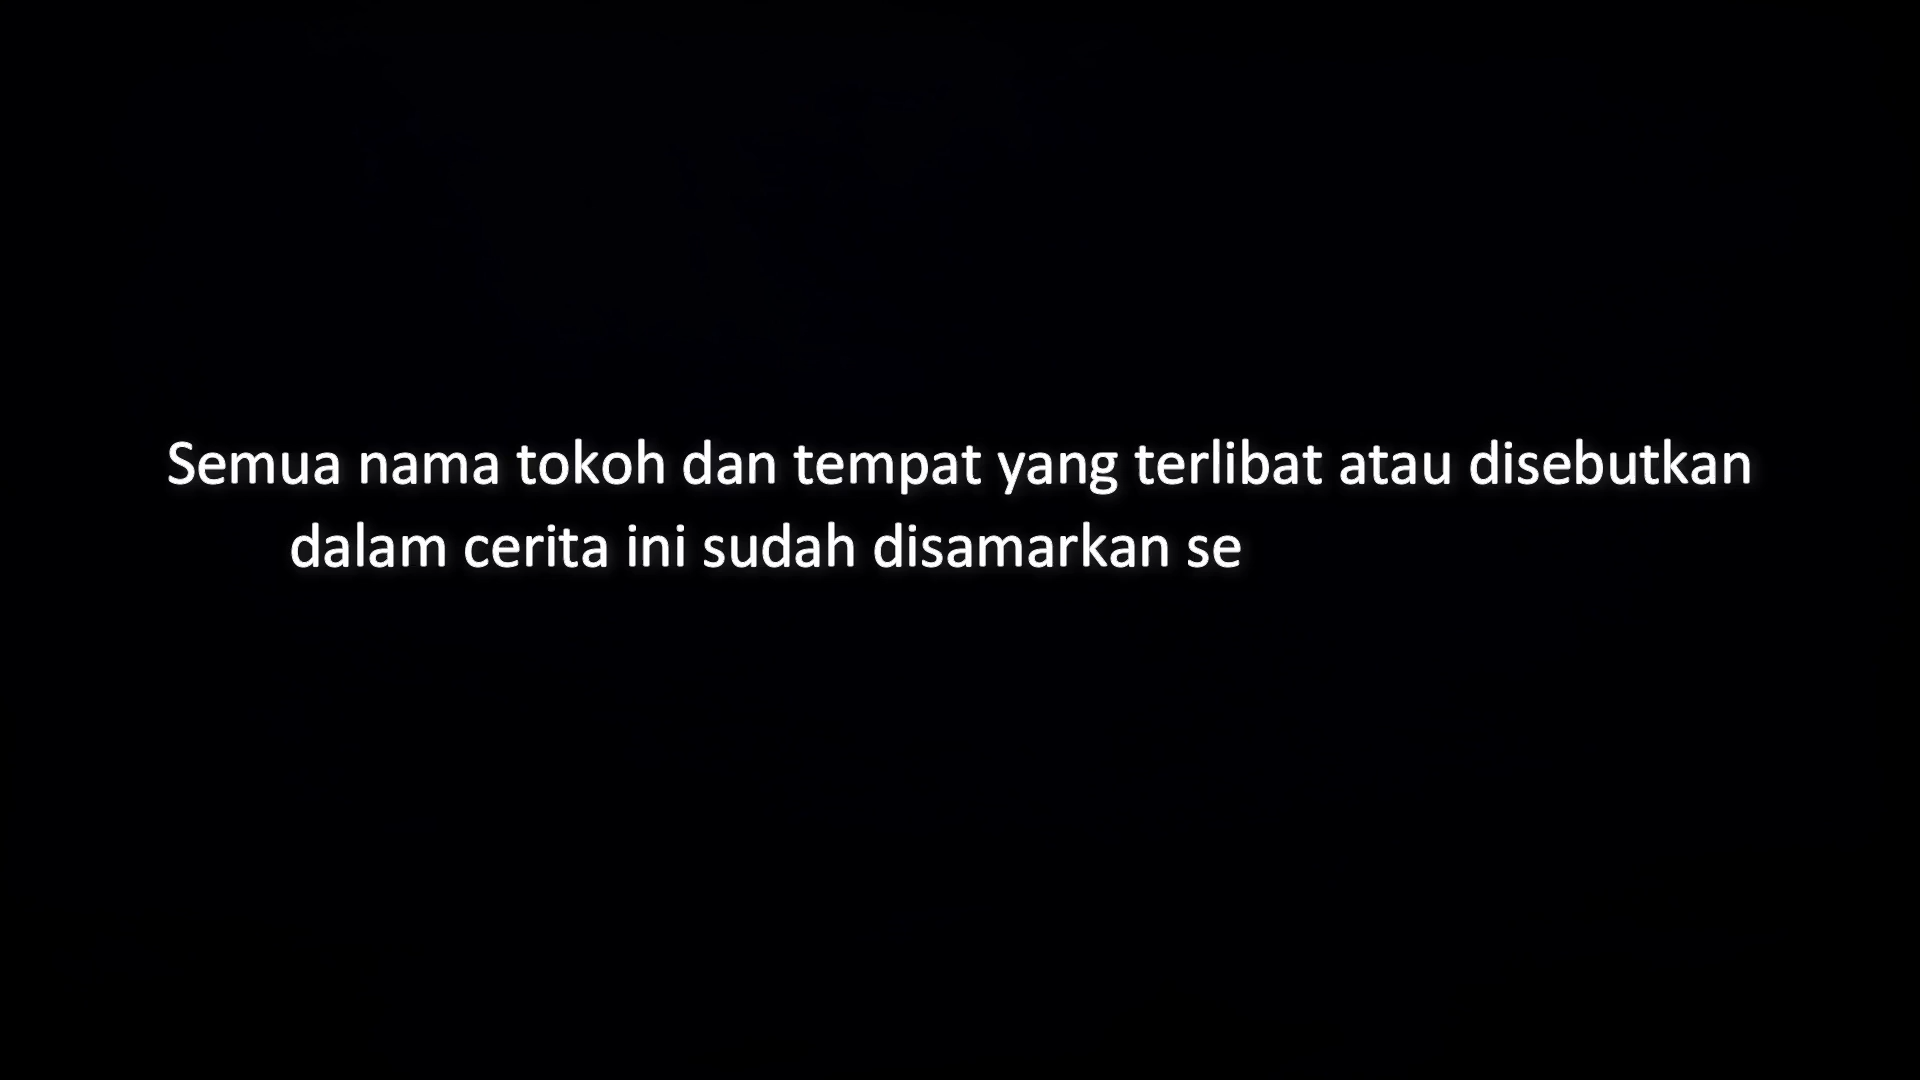 Semua nama tokoh dan tempat yang terlibat atau disebutkan
dalam cerita ini sudah disamarkan se